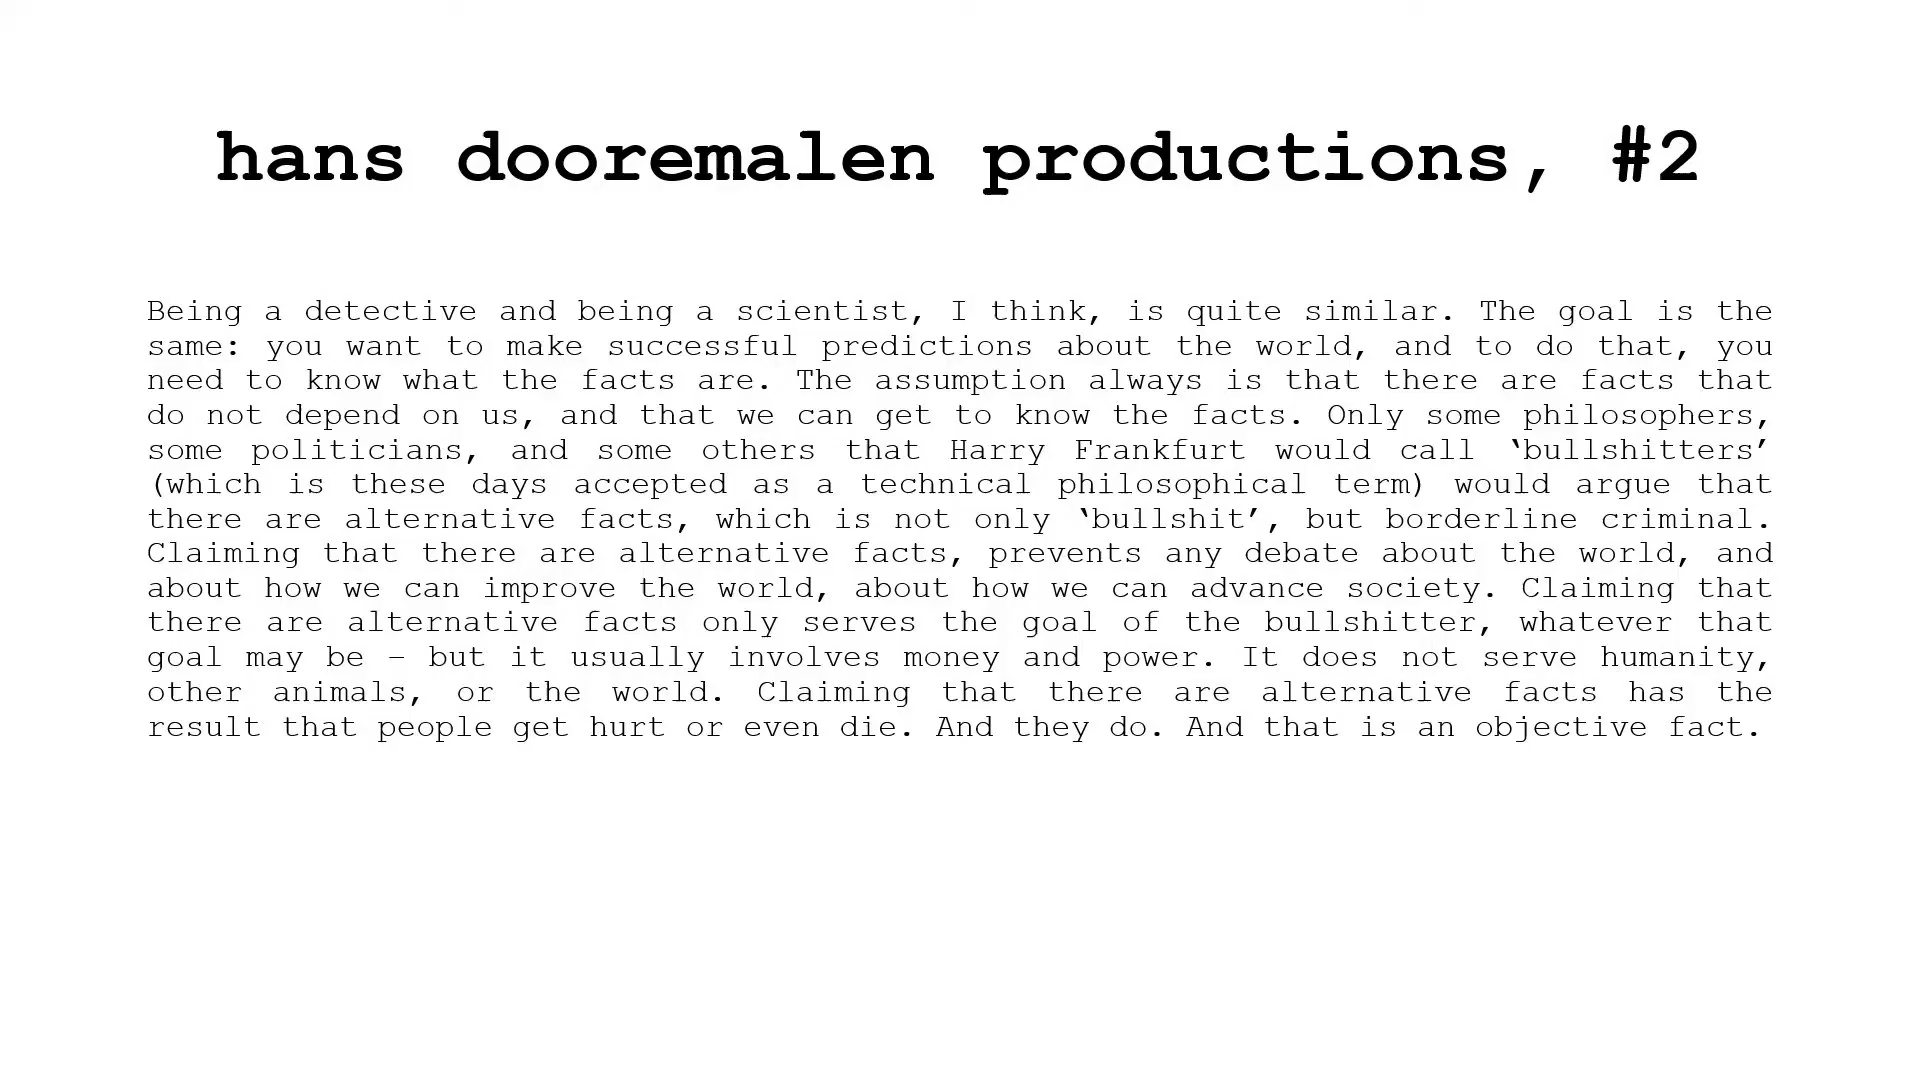 hans dooremalen productions, #2
Being a detective and being a scientist, I think, is quite similar. The goal is the
same: you want to make successful predictions about the world, and to do that, you
need to know what the facts are. The assumption always is that there are facts that
do not depend on us, and that we can get to know the facts. Only some philosophers,
some politicians, and some others that Harry Frankfurt would call ‘bullshitters’
(which is these days accepted as a technical philosophical term) would argue that
there are alternative facts, which is not only ‘bullshit’, but borderline criminal.
Claiming that there are alternative facts, prevents any debate about the world, and
about how we can improve the world, about how we can advance society. Claiming that
there are alternative facts only serves the goal of the bullshitter, whatever that
goal may be – but it usually involves money and power. It does not serve humanity,
other animals, or the world. Claiming that there are alternative facts has the
result that people get hurt or even die. And they do. And that is an objective fact.